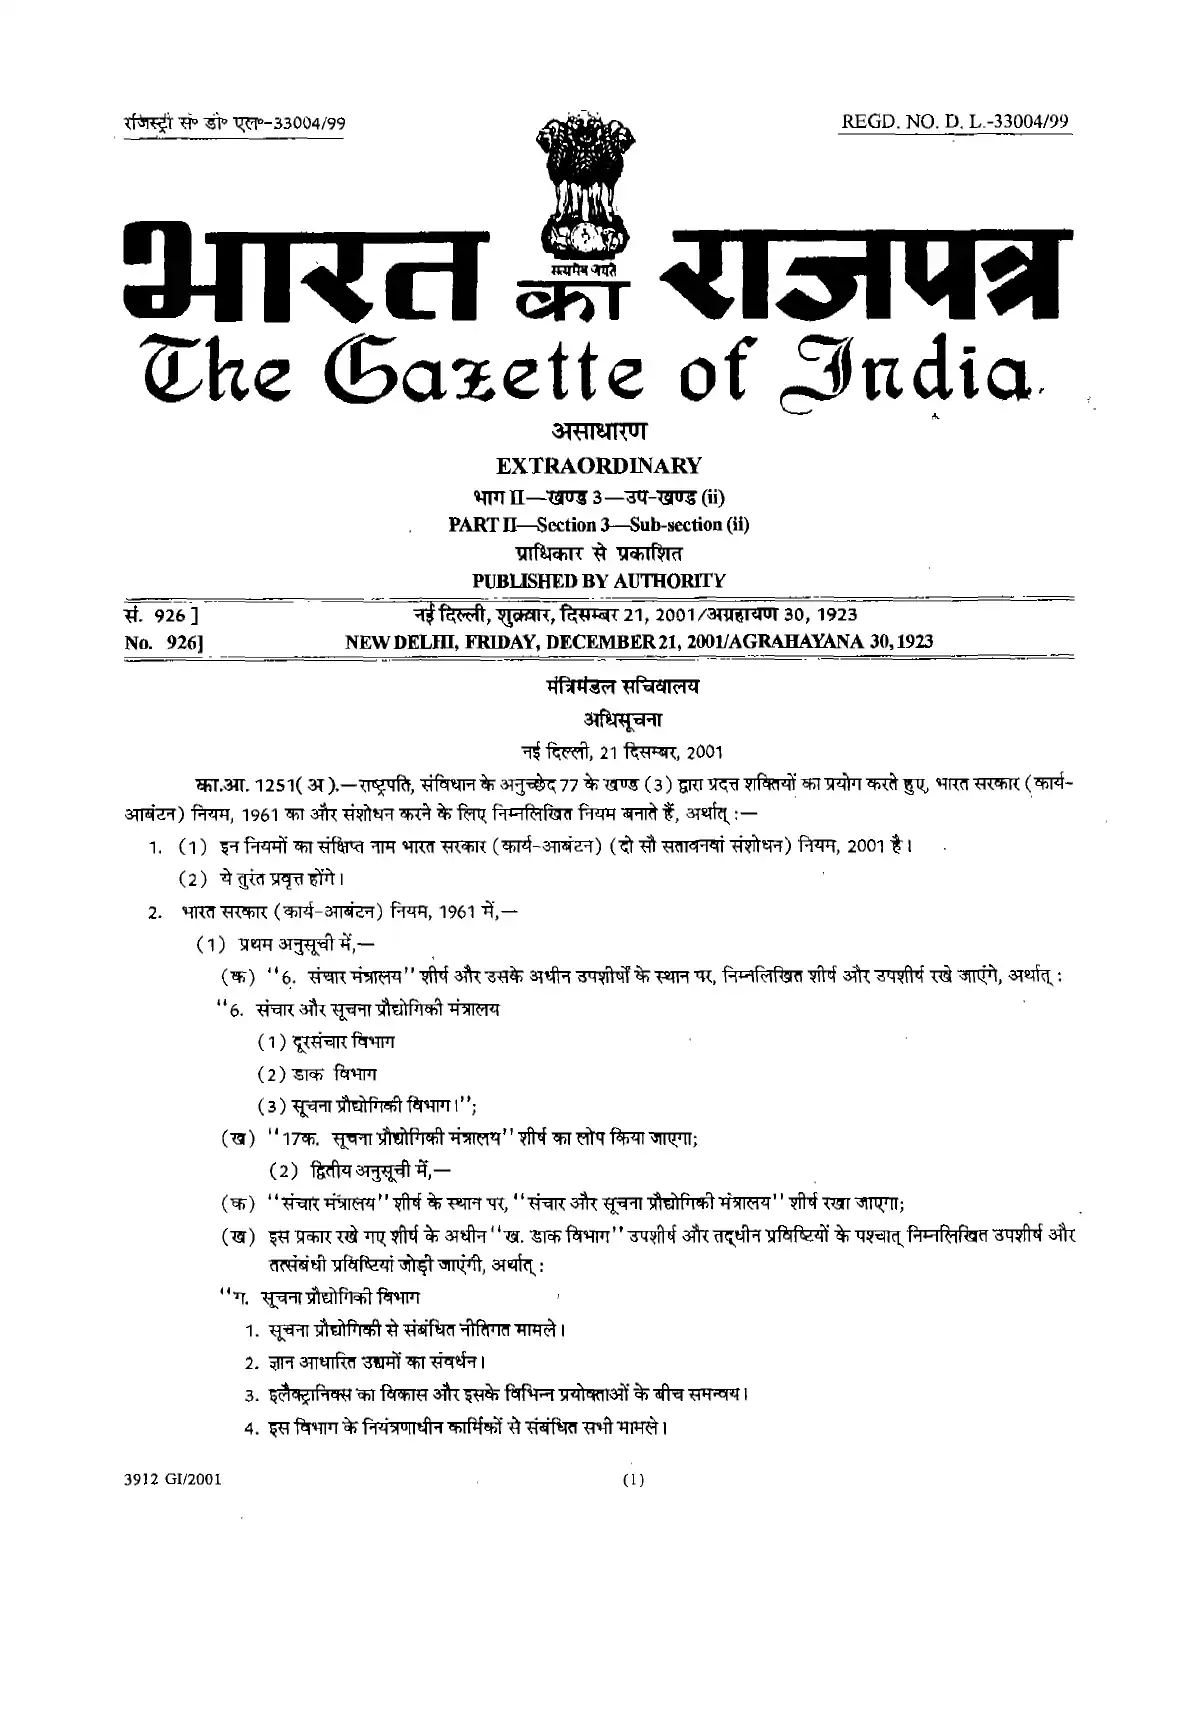 रजिस्ट्री सं° डी° एल°-33004/99
REGD. NO. D. L.-33004/99
सत्यमेव जयते
भारत का राजपत्र
The Gazette of India
असाधारण
EXTRAORDINARY
भाग II—खण्ड 3—उप-खण्ड (ii)
PART II—Section 3—Sub-section (ii)
प्राधिकार से प्रकाशित
PUBLISHED BY AUTHORITY
सं. 926 ] नई दिल्ली, शुक्रवार, दिसम्बर 21, 2001/अग्रहायण 30, 1923
No. 926] NEW DELHI, FRIDAY, DECEMBER 21, 2001/AGRAHAYANA 30, 1923
मंत्रिमंडल सचिवालय
अधिसूचना
नई दिल्ली, 21 दिसम्बर, 2001
का.आ. 1251( अ ).—राष्ट्रपति, संविधान के अनुच्छेद 77 के खण्ड (3) द्वारा प्रदत्त शक्तियों का प्रयोग करते हुए, भारत सरकार (कार्य-
आबंटन) नियम, 1961 का और संशोधन करने के लिए निम्नलिखित नियम बनाते हैं, अर्थात् :—
1. (1) इन नियमों का संक्षिप्त नाम भारत सरकार (कार्य-आबंटन) (दो सौ सतावनवां संशोधन) नियम, 2001 है।
(2) ये तुरंत प्रवृत्त होंगे।
2. भारत सरकार (कार्य-आबंटन) नियम, 1961 में,—
(1) प्रथम अनुसूची में,—
(क) "6. संचार मंत्रालय" शीर्ष और उसके अधीन उपशीर्षों के स्थान पर, निम्नलिखित शीर्ष और उपशीर्ष रखे जाएंगे, अर्थात् :
"6. संचार और सूचना प्रौद्योगिकी मंत्रालय
(1) दूरसंचार विभाग
(2) डाक विभाग
(3) सूचना प्रौद्योगिकी विभाग।";
(ख) "17क. सूचना प्रौद्योगिकी मंत्रालय" शीर्ष का लोप किया जाएगा;
(2) द्वितीय अनुसूची में,—
(क) "संचार मंत्रालय" शीर्ष के स्थान पर, "संचार और सूचना प्रौद्योगिकी मंत्रालय" शीर्ष रखा जाएगा;
(ख) इस प्रकार रखे गए शीर्ष के अधीन "ख. डाक विभाग" उपशीर्ष और तद्धीन प्रविष्टियों के पश्चात् निम्नलिखित उपशीर्ष और
तत्संबंधी प्रविष्टियां जोड़ी जाएंगी, अर्थात् :
"ग. सूचना प्रौद्योगिकी विभाग
1. सूचना प्रौद्योगिकी से संबंधित नीतिगत मामले।
2. ज्ञान आधारित उद्यमों का संवर्धन।
3. इलैक्ट्रानिक्स का विकास और इसके विभिन्न प्रयोक्ताओं के बीच समन्वय।
4. इस विभाग के नियंत्रणाधीन कार्मिकों से संबंधित सभी मामले।
3912 GI/2001
(1)